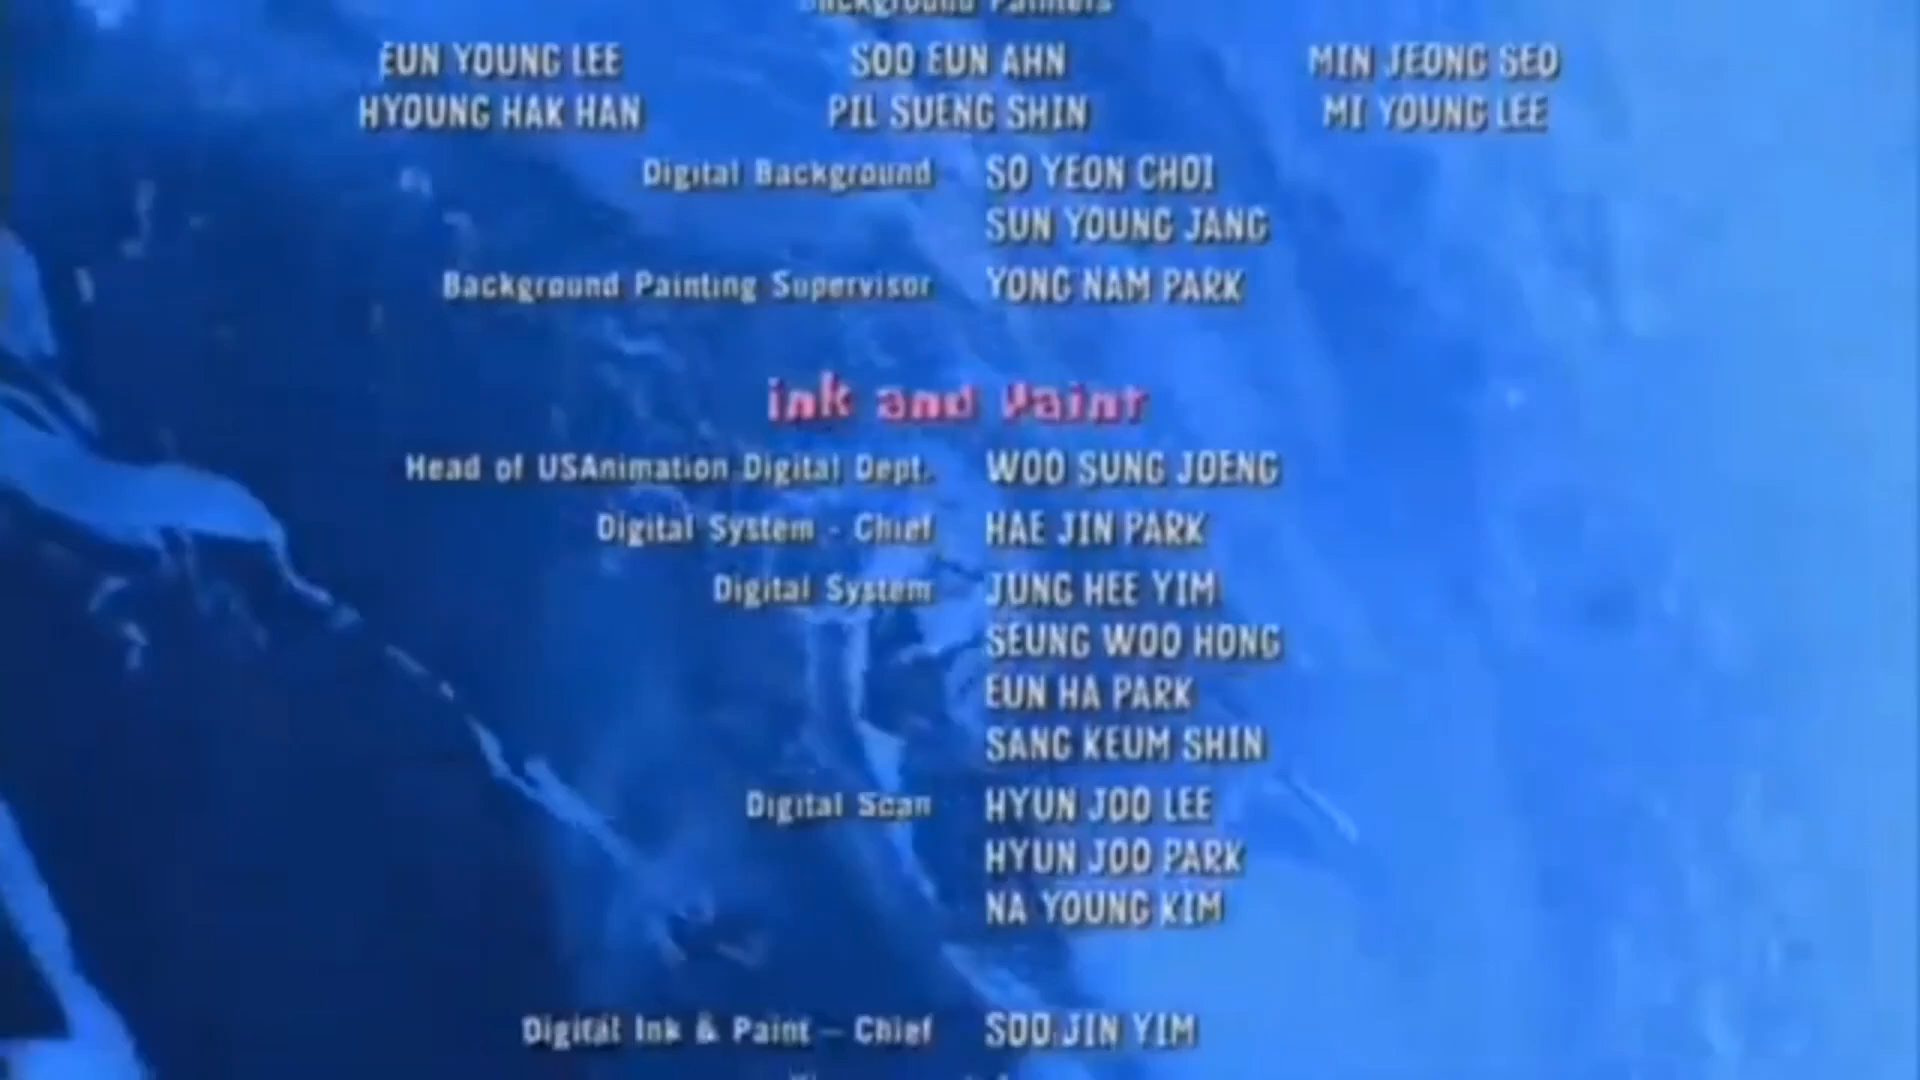 Background Painters
EUN YOUNG LEE SOO EUN AHN MIN JEONG SEO
HYOUNG HAK HAN PIL SUENG SHIN MI YOUNG LEE
Digital Background SO YEON CHOI
SUN YOUNG JANG
Background Painting Supervisor YONG NAM PARK
ink and Paint
Head of USAnimation Digital Dept. WOO SUNG JOENG
Digital System - Chief HAE JIN PARK
Digital System JUNG HEE YIM
SEUNG WOO HONG
EUN HA PARK
SANG KEUM SHIN
Digital Scan HYUN JOO LEE
HYUN JOO PARK
NA YOUNG KIM
Digital Ink & Paint – Chief SOO JIN YIM